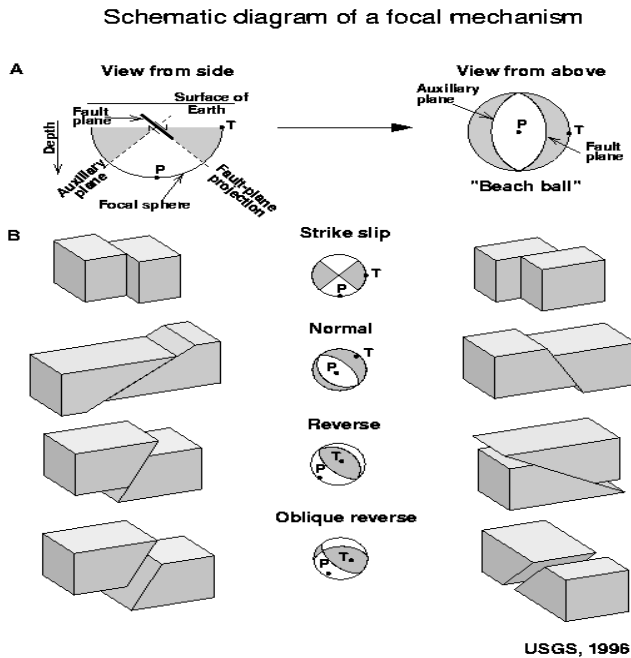 Schematic diagram of a focal mechanism
A
View from side
View from above
Fault
plane
Surface of
Earth
T
Depth
P
Auxiliary
plane
Focal sphere
Fault-plane
projection
Auxiliary
plane
P
T
Fault
plane
"Beach ball"
B
Strike slip
T
P
Normal
T
P
Reverse
T
P
Oblique reverse
T
P
USGS, 1996